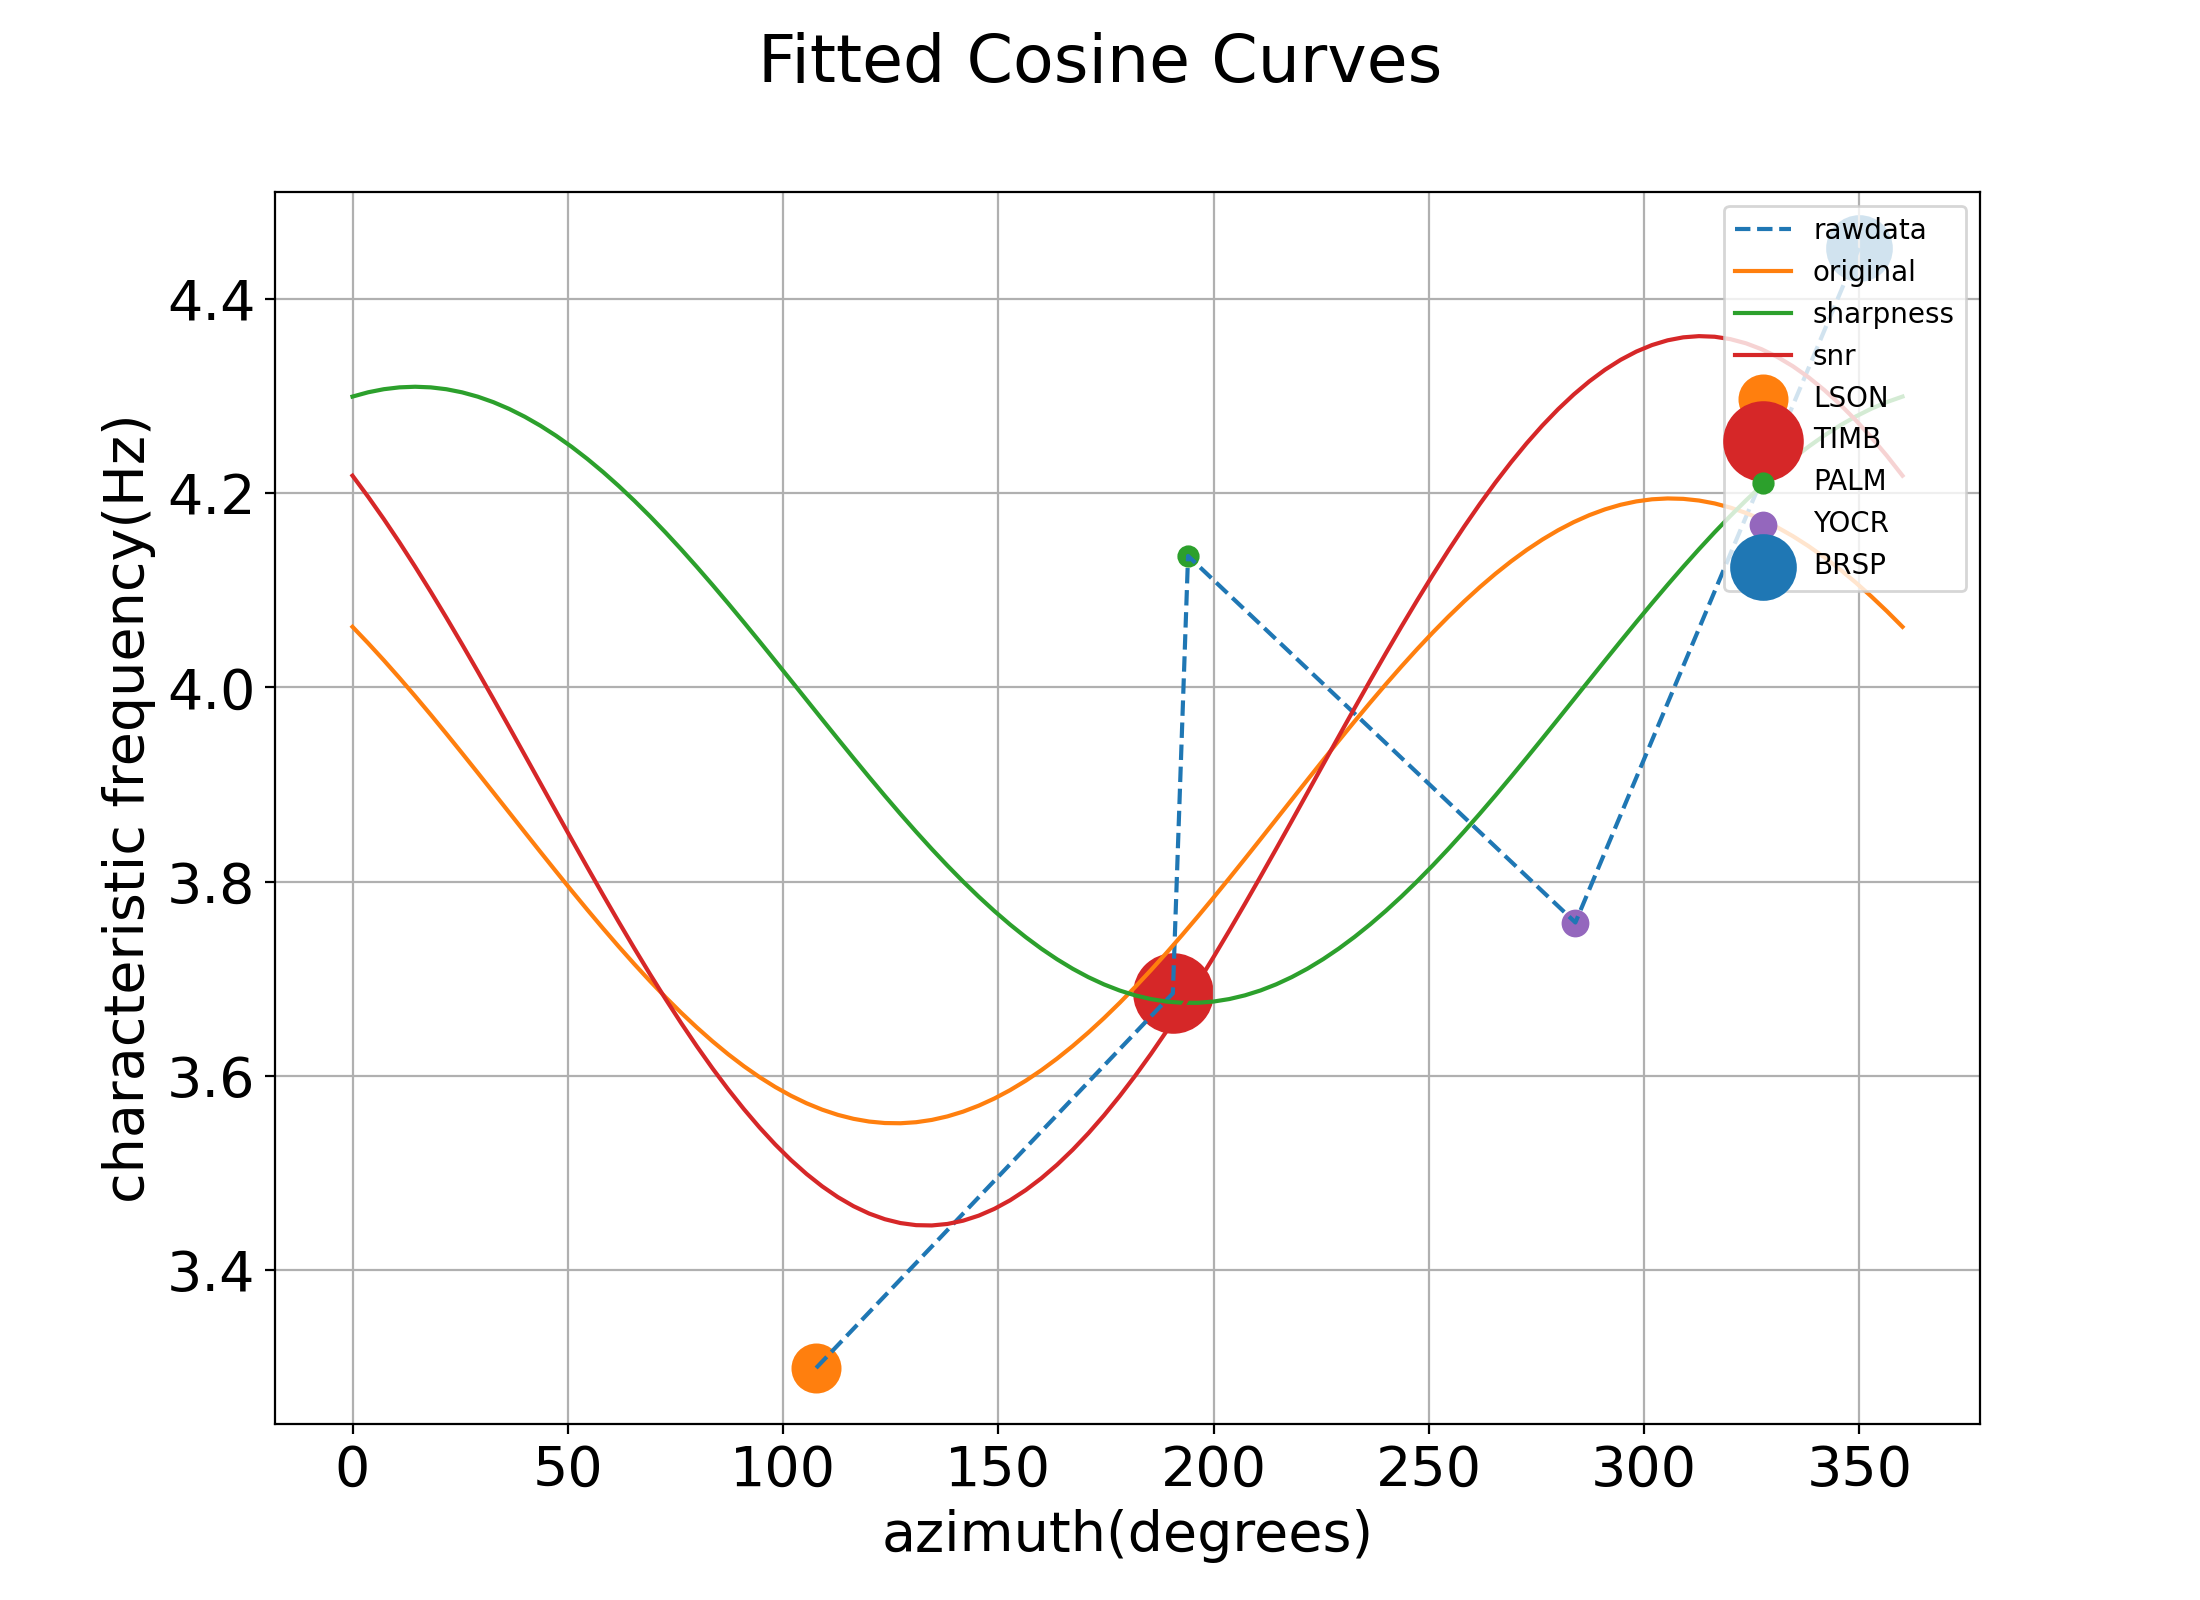 Fitted Cosine Curves
rawdata
original
sharpness
snr
LSON
TIMB
PALM
YOCR
BRSP
characteristic frequency(Hz)
4.4
4.2
4.0
3.8
3.6
3.4
0 50 100 150 200 250 300 350
azimuth(degrees)